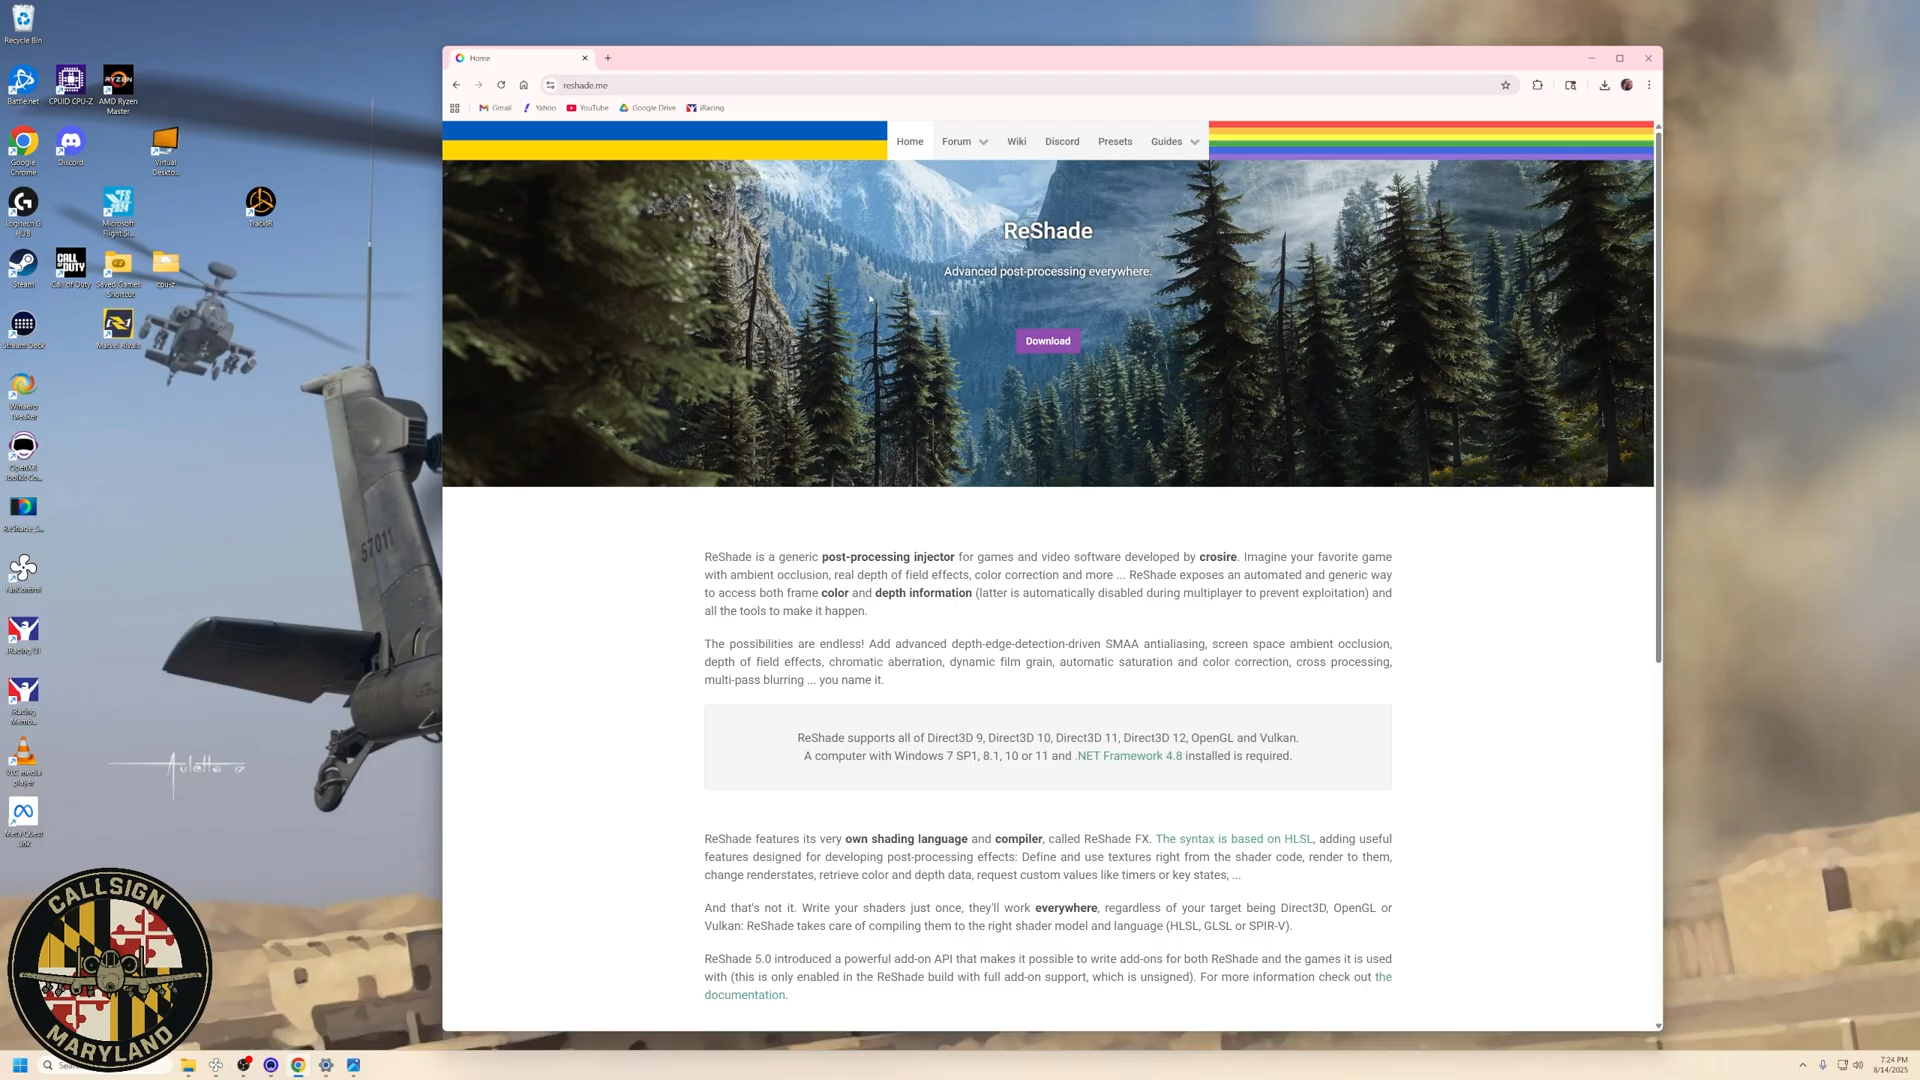 Recycle Bin
Battle.net
CPUID CPU-Z
AMD Ryzen
Master
RYZEN
Google
Chrome
Discord
Virtual
Deskto...
Logitech G
HUB
Microsoft
Flight Si...
TrackIR
Steam
CALL OF DUTY
Call of Duty
Saved Games
- Shortcut
cpu-z
Stream Deck
Marvel Rivals
Winaero
Tweaker
OpenXR
Toolkit Co...
ReShade_S...
FanControl
iRacing UI
iRacing
Memb...
VLC media
player
Meta Quest
Link
57011
CALLSIGN
MARYLAND
Home
reshade.me
Gmail
Yahoo
YouTube
Google Drive
iRacing
Home
Forum
Wiki
Discord
Presets
Guides
ReShade
Advanced post-processing everywhere.
Download
ReShade is a generic post-processing injector for games and video software developed by crosire. Imagine your favorite game
with ambient occlusion, real depth of field effects, color correction and more ... ReShade exposes an automated and generic way
to access both frame color and depth information (latter is automatically disabled during multiplayer to prevent exploitation) and
all the tools to make it happen.
The possibilities are endless! Add advanced depth-edge-detection-driven SMAA antialiasing, screen space ambient occlusion,
depth of field effects, chromatic aberration, dynamic film grain, automatic saturation and color correction, cross processing,
multi-pass blurring ... you name it.
ReShade supports all of Direct3D 9, Direct3D 10, Direct3D 11, Direct3D 12, OpenGL and Vulkan.
A computer with Windows 7 SP1, 8.1, 10 or 11 and .NET Framework 4.8 installed is required.
ReShade features its very own shading language and compiler, called ReShade FX. The syntax is based on HLSL, adding useful
features designed for developing post-processing effects: Define and use textures right from the shader code, render to them,
change renderstates, retrieve color and depth data, request custom values like timers or key states, ...
And that's not it. Write your shaders just once, they'll work everywhere, regardless of your target being Direct3D, OpenGL or
Vulkan: ReShade takes care of compiling them to the right shader model and language (HLSL, GLSL or SPIR-V).
ReShade 5.0 introduced a powerful add-on API that makes it possible to write add-ons for both ReShade and the games it is used
with (this is only enabled in the ReShade build with full add-on support, which is unsigned). For more information check out the
documentation.
7:24 PM
8/14/2025